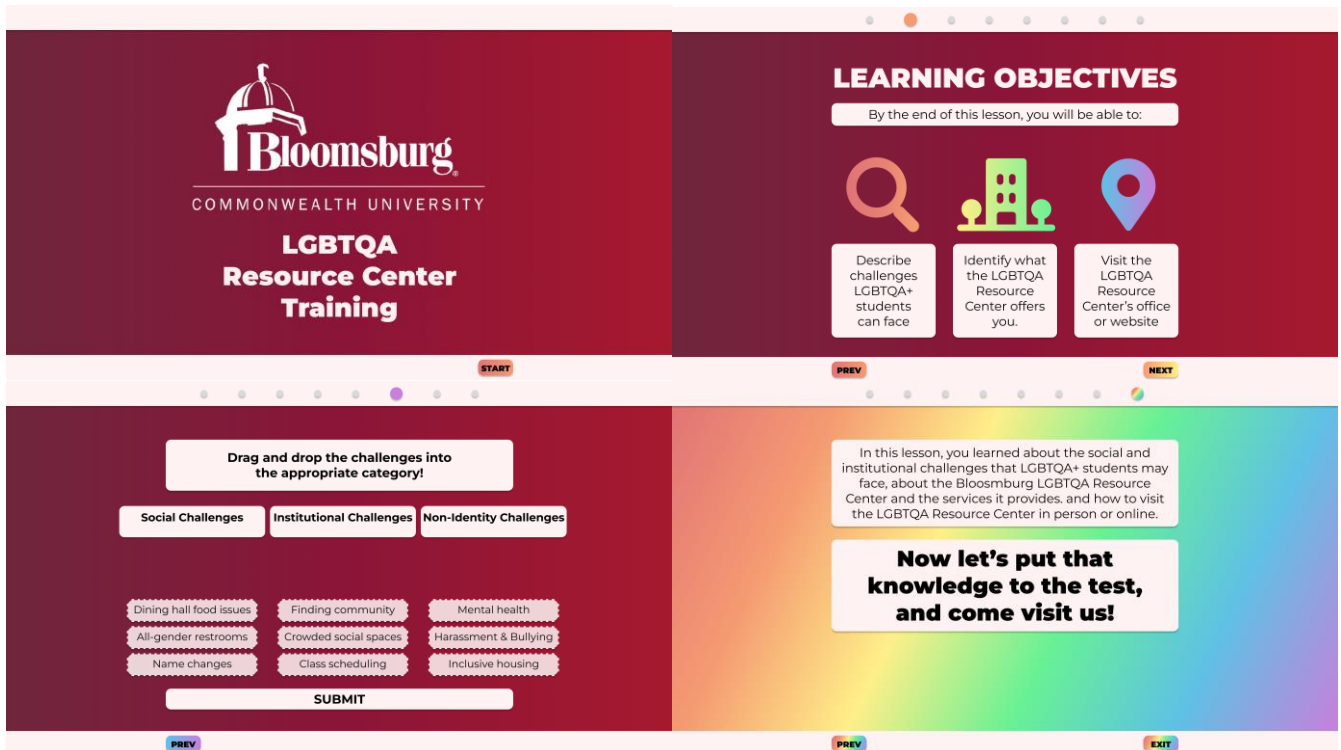 Bloomsburg
COMMONWEALTH UNIVERSITY
LGBTQA
Resource Center
Training
START
LEARNING OBJECTIVES
By the end of this lesson, you will be able to:
Describe
challenges
LGBTQA+
students
can face
Identify what
the LGBTQA
Resource
Center offers
you.
Visit the
LGBTQA
Resource
Center's office
or website
PREV
NEXT
Drag and drop the challenges into
the appropriate category!
Social Challenges
Institutional Challenges
Non-Identity Challenges
Dining hall food issues
Finding community
Mental health
All-gender restrooms
Crowded social spaces
Harassment & Bullying
Name changes
Class scheduling
Inclusive housing
SUBMIT
PREV
In this lesson, you learned about the social and
institutional challenges that LGBTQA+ students may
face, about the Bloosmburg LGBTQA Resource
Center and the services it provides. and how to visit
the LGBTQA Resource Center in person or online.
Now let's put that
knowledge to the test,
and come visit us!
PREV
EXIT